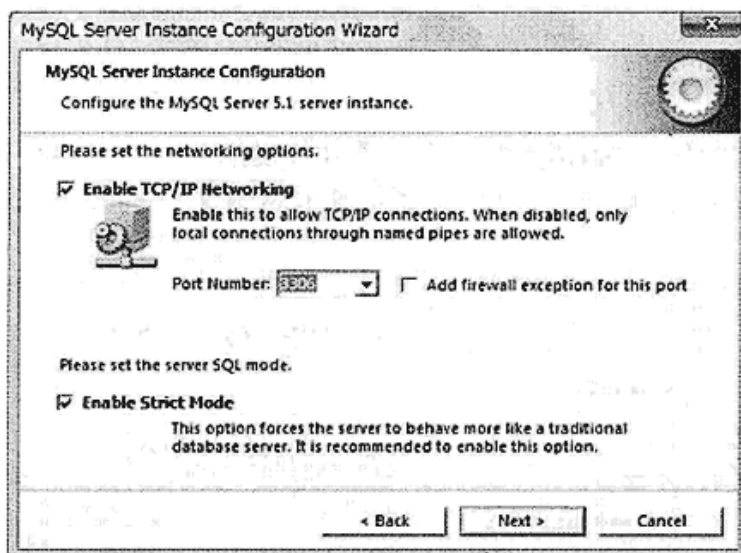 MySQL Server Instance Configuration Wizard
MySQL Server Instance Configuration
Configure the MySQL Server 5.1 server instance.
Please set the networking options.
Enable TCP/IP Networking
Enable this to allow TCP/IP connections. When disabled, only
local connections through named pipes are allowed.
Port Number: 3306 Add firewall exception for this port
Please set the server SQL mode.
Enable Strict Mode
This option forces the server to behave more like a traditional
database server. It is recommended to enable this option.
< Back Next > Cancel